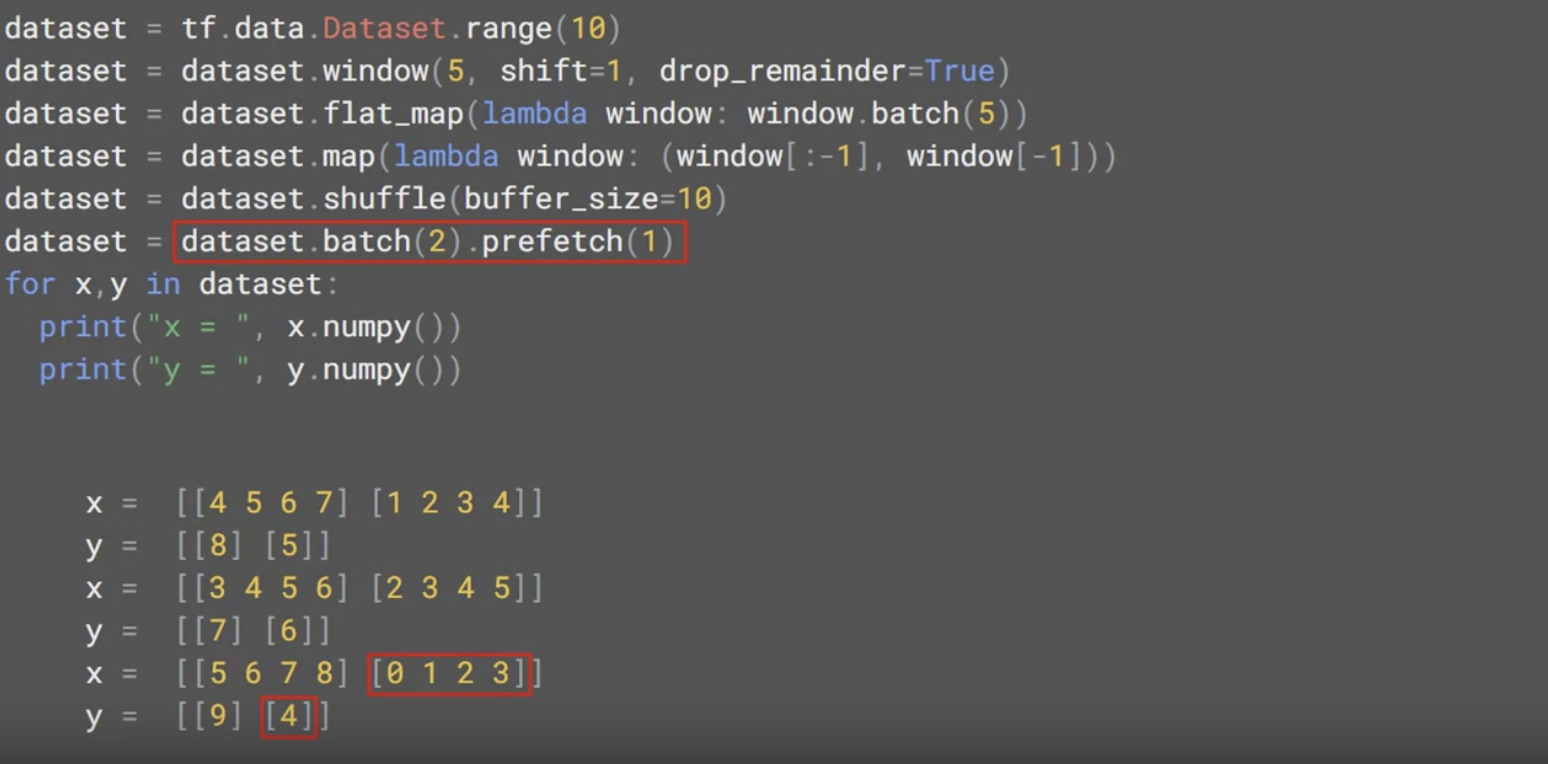 dataset = tf.data.Dataset.range(10)
dataset = dataset.window(5, shift=1, drop_remainder=True)
dataset = dataset.flat_map(lambda window: window.batch(5))
dataset = dataset.map(lambda window: (window[:-1], window[-1]))
dataset = dataset.shuffle(buffer_size=10)
dataset = dataset.batch(2).prefetch(1)
for x,y in dataset:
  print("x = ", x.numpy())
  print("y = ", y.numpy())
x =  [[4 5 6 7] [1 2 3 4]]
y =  [[8] [5]]
x =  [[3 4 5 6] [2 3 4 5]]
y =  [[7] [6]]
x =  [[5 6 7 8] [0 1 2 3]]
y =  [[9] [4]]